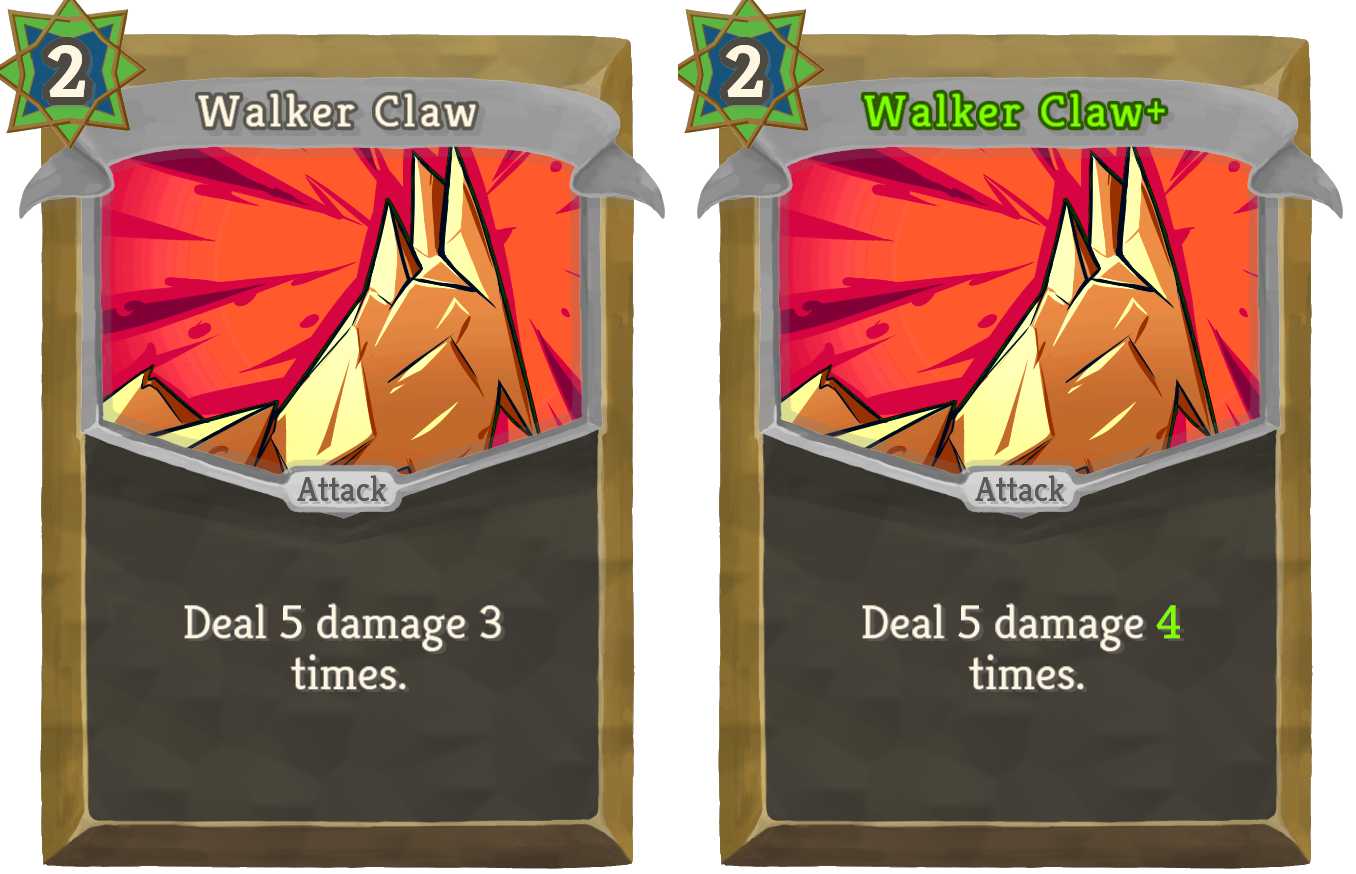 2
Walker Claw
Attack
Deal 5 damage 3
times.
2
Walker Claw+
Attack
Deal 5 damage 4
times.